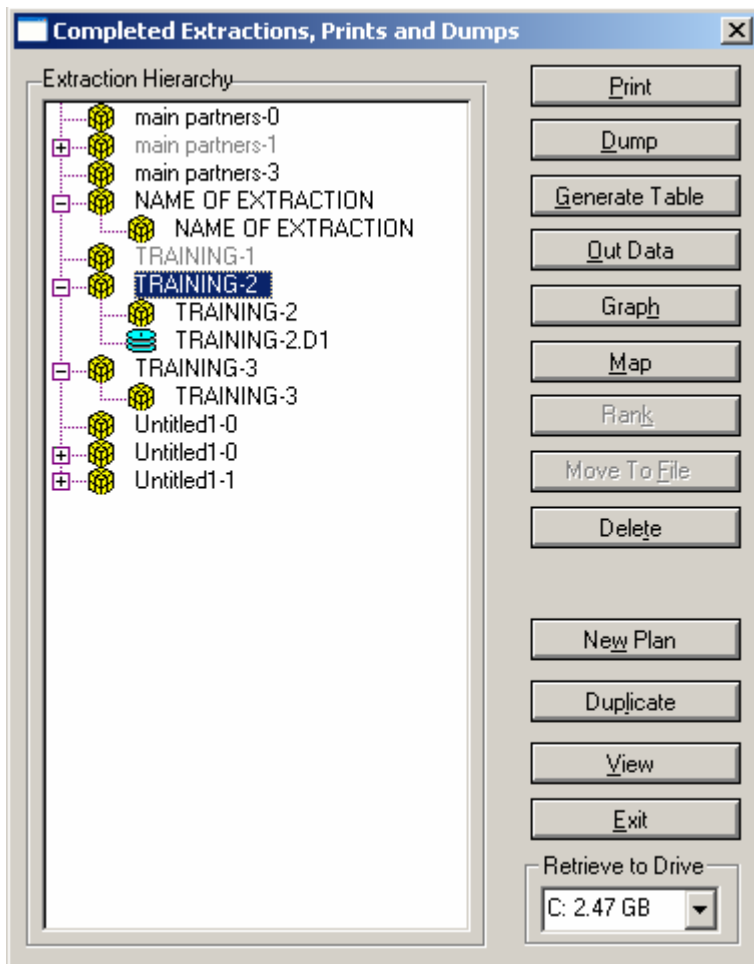 Completed Extractions, Prints and Dumps
Extraction Hierarchy
main partners-0
main partners-1
main partners-3
NAME OF EXTRACTION
NAME OF EXTRACTION
TRAINING-1
TRAINING-2
TRAINING-2
TRAINING-2.D1
TRAINING-3
TRAINING-3
Untitled1-0
Untitled1-0
Untitled1-1
Print
Dump
Generate Table
Out Data
Graph
Map
Rank
Move To File
Delete
New Plan
Duplicate
View
Exit
Retrieve to Drive
C: 2.47 GB